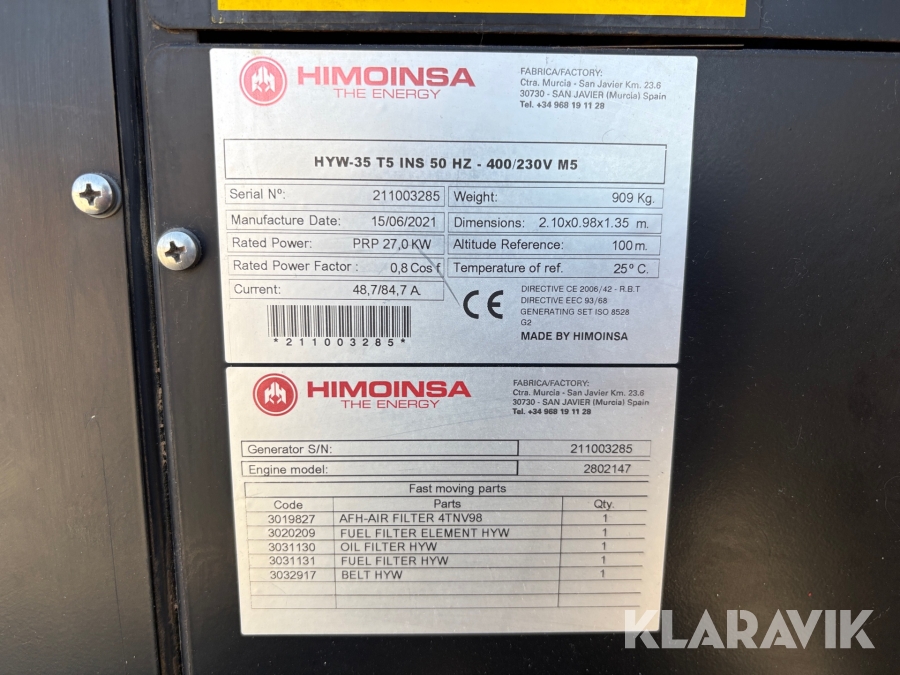 HIMOINSA
THE ENERGY
FABRICA/FACTORY:
Ctra. Murcia - San Javier Km. 23.6
30730 - SAN JAVIER (Murcia) Spain
Tel. +34 968 19 11 28
HYW-35 T5 INS 50 HZ - 400/230V M5
Serial Nº: 211003285 Weight: 909 Kg.
Manufacture Date: 15/06/2021 Dimensions: 2.10x0.98x1.35 m.
Rated Power: PRP 27,0 KW Altitude Reference: 100 m.
Rated Power Factor : 0,8 Cos f Temperature of ref. 25º C.
Current: 48,7/84,7 A.
CE
DIRECTIVE CE 2006/42 - R.B.T
DIRECTIVE EEC 93/68
GENERATING SET ISO 8528
G2
MADE BY HIMOINSA
*211003285*
HIMOINSA
THE ENERGY
FABRICA/FACTORY:
Ctra. Murcia - San Javier Km. 23.6
30730 - SAN JAVIER (Murcia) Spain
Tel. +34 968 19 11 28
Generator S/N: 211003285
Engine model: 2802147
Fast moving parts
Code Parts Qty.
3019827 AFH-AIR FILTER 4TNV98 1
3020209 FUEL FILTER ELEMENT HYW 1
3031130 OIL FILTER HYW 1
3031131 FUEL FILTER HYW 1
3032917 BELT HYW 1
KLARAVIK